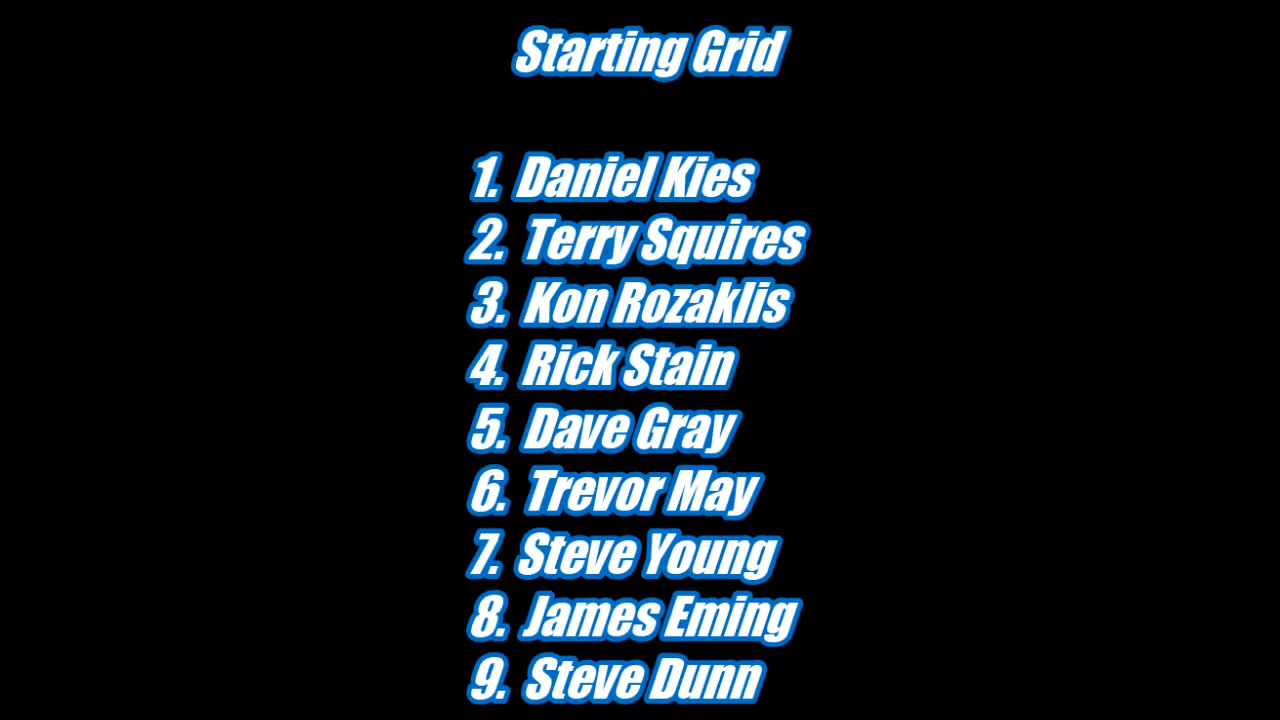 Starting Grid
1. Daniel Kies
2. Terry Squires
3. Kon Rozaklis
4. Rick Stain
5. Dave Gray
6. Trevor May
7. Steve Young
8. James Eming
9. Steve Dunn